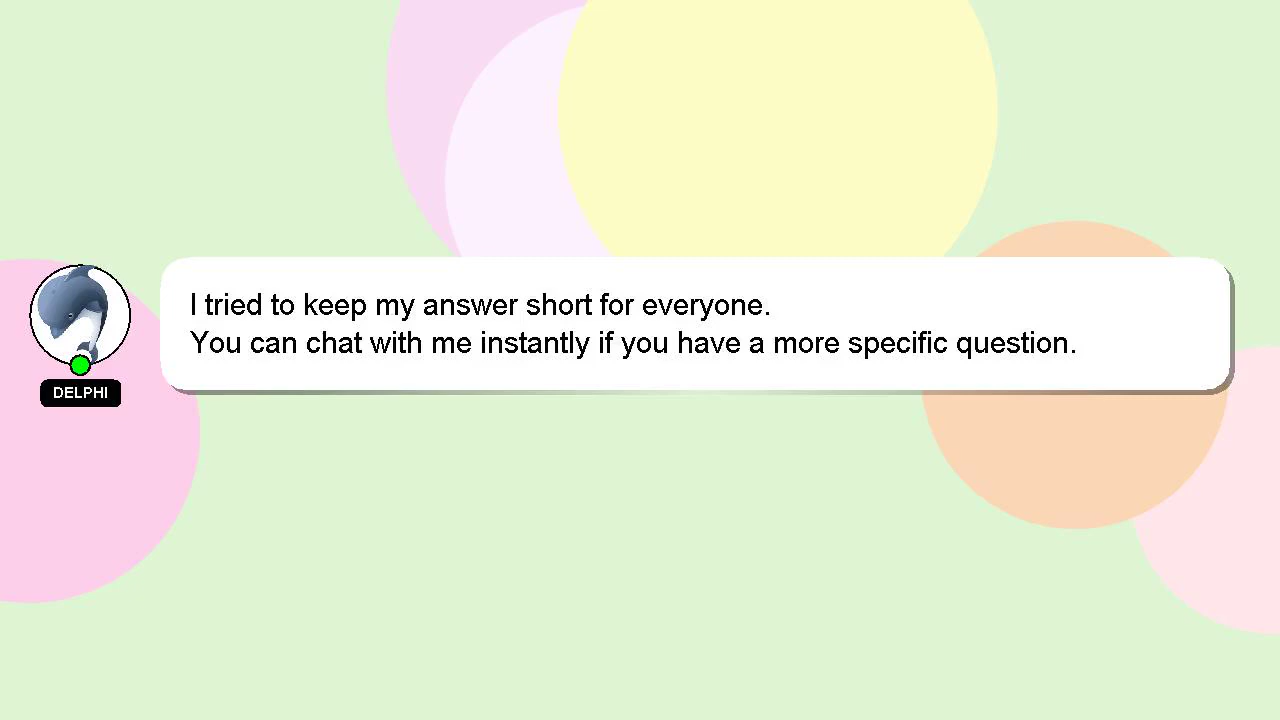 I tried to keep my answer short for everyone.
You can chat with me instantly if you have a more specific question.
DELPHI